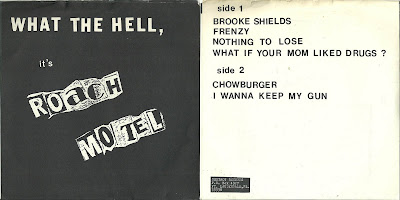 WHAT THE HELL,
it's
ROACH
MOTEL
side 1
BROOKE SHIELDS
FRENZY
NOTHING TO LOSE
WHAT IF YOUR MOM LIKED DRUGS ?
side 2
CHOWBURGER
I WANNA KEEP MY GUN